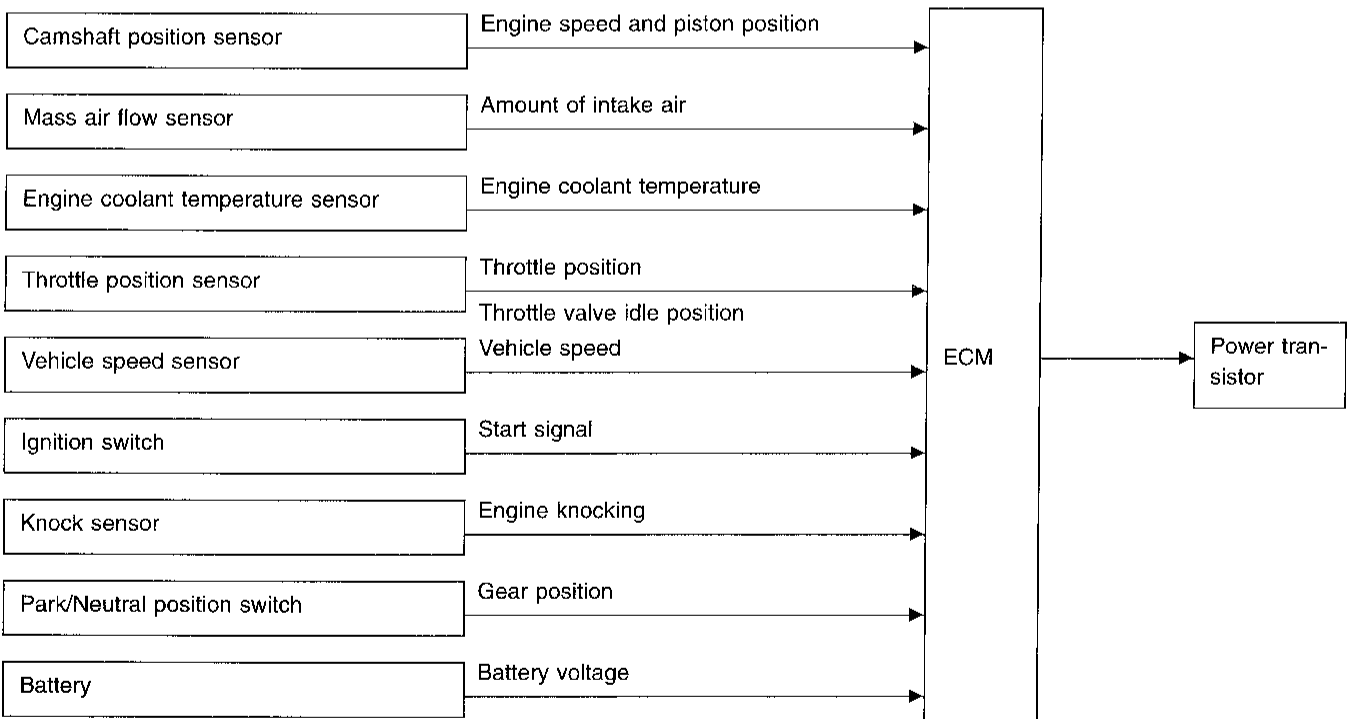 Camshaft position sensor
Engine speed and piston position
Mass air flow sensor
Amount of intake air
Engine coolant temperature sensor
Engine coolant temperature
Throttle position sensor
Throttle position
Throttle valve idle position
Vehicle speed sensor
Vehicle speed
Ignition switch
Start signal
Knock sensor
Engine knocking
Park/Neutral position switch
Gear position
Battery
Battery voltage
ECM
Power tran-
sistor